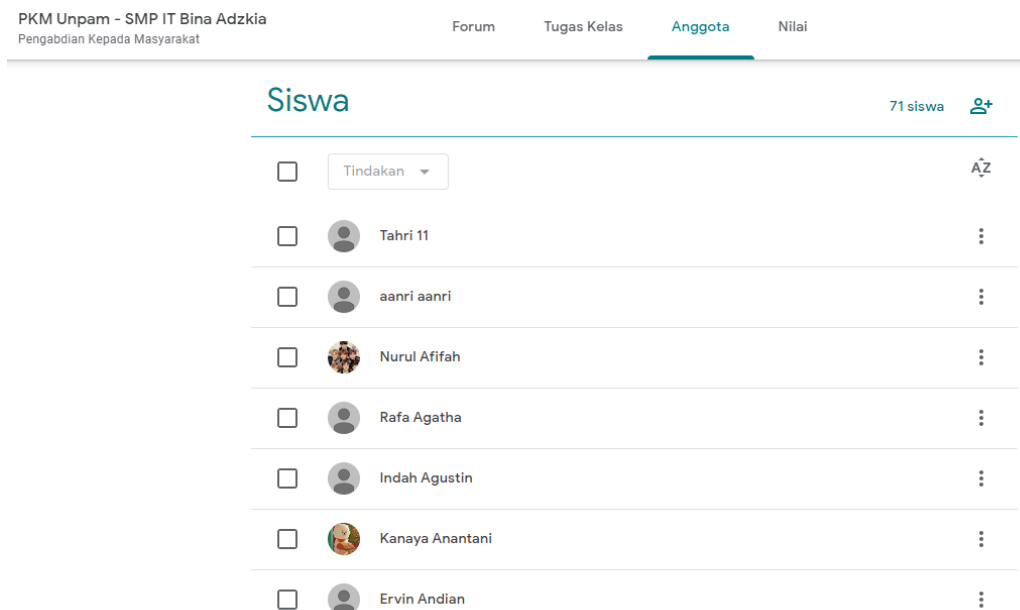 PKM Unpam - SMP IT Bina Adzkia
Pengabdian Kepada Masyarakat
Forum
Tugas Kelas
Anggota
Nilai
Siswa
71 siswa
Tindakan
AZ
Tahri 11
aanri aanri
Nurul Afifah
Rafa Agatha
Indah Agustin
Kanaya Anantani
Ervin Andian